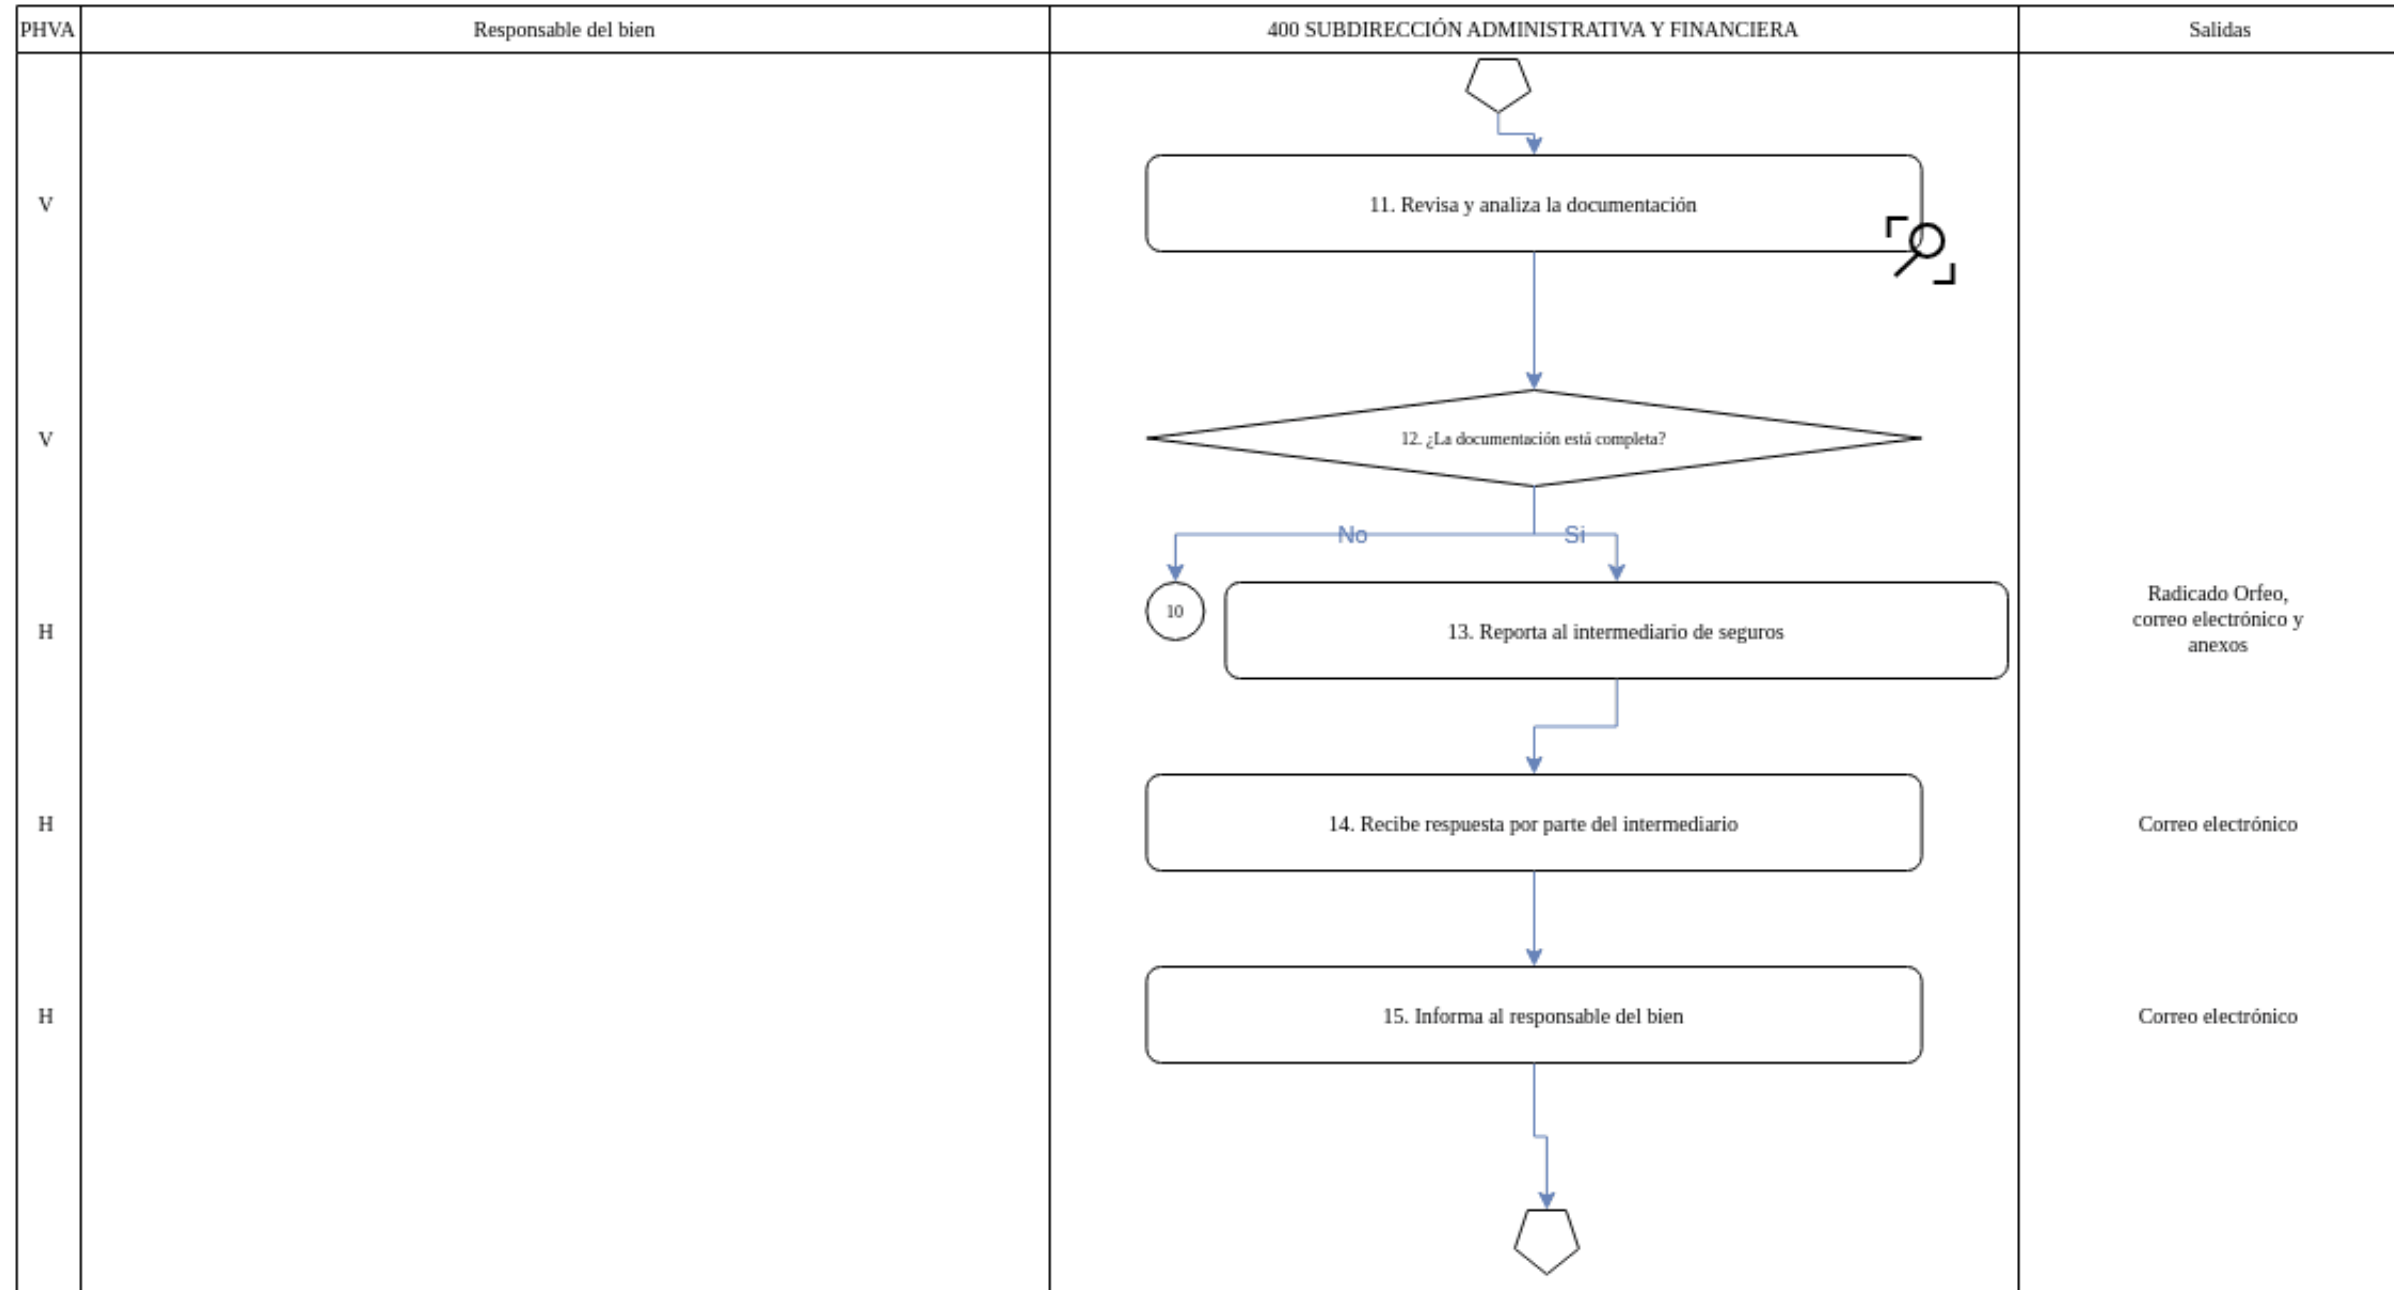 PHVA
Responsable del bien
400 SUBDIRECCIÓN ADMINISTRATIVA Y FINANCIERA
Salidas
V
11. Revisa y analiza la documentación
V
12. ¿La documentación está completa?
No
Si
H
10
13. Reporta al intermediario de seguros
Radicado Orfeo,
correo electrónico y
anexos
H
14. Recibe respuesta por parte del intermediario
Correo electrónico
H
15. Informa al responsable del bien
Correo electrónico